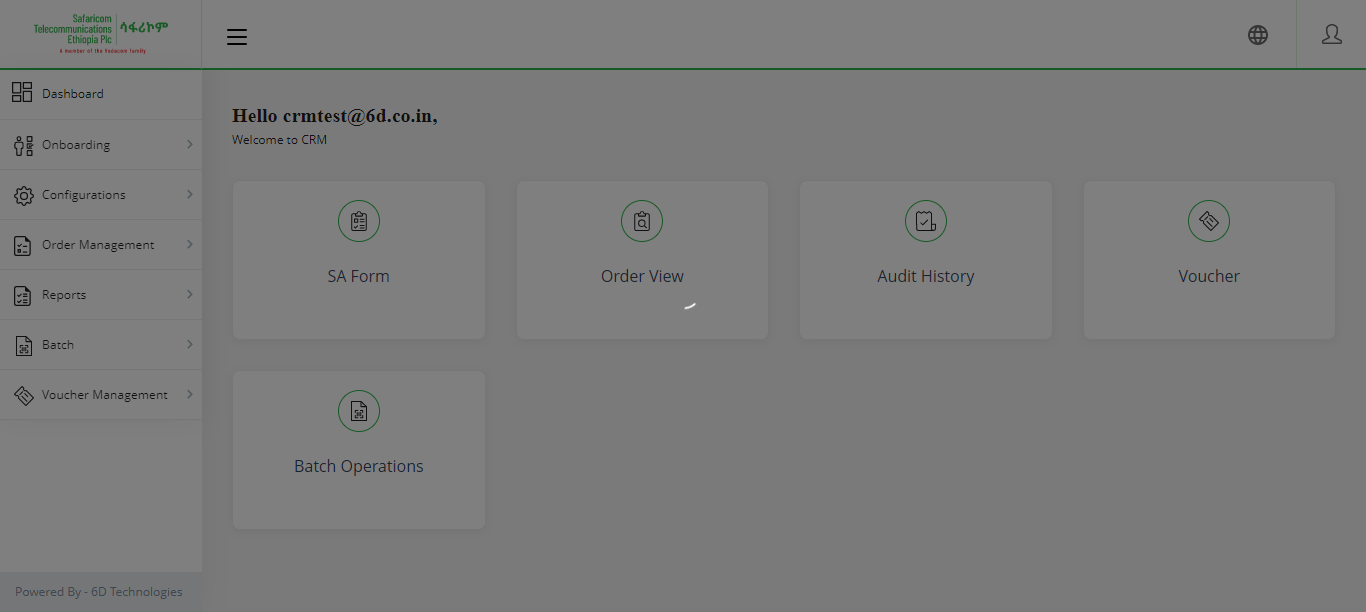 Safaricom
Telecommunications
Ethiopia Plc
ሳፋሪኮም
A member of the Vodacom family
Dashboard
Onboarding
Configurations
Order Management
Reports
Batch
Voucher Management
Powered By - 6D Technologies
Hello crmtest@6d.co.in,
Welcome to CRM
SA Form
Order View
Audit History
Voucher
Batch Operations